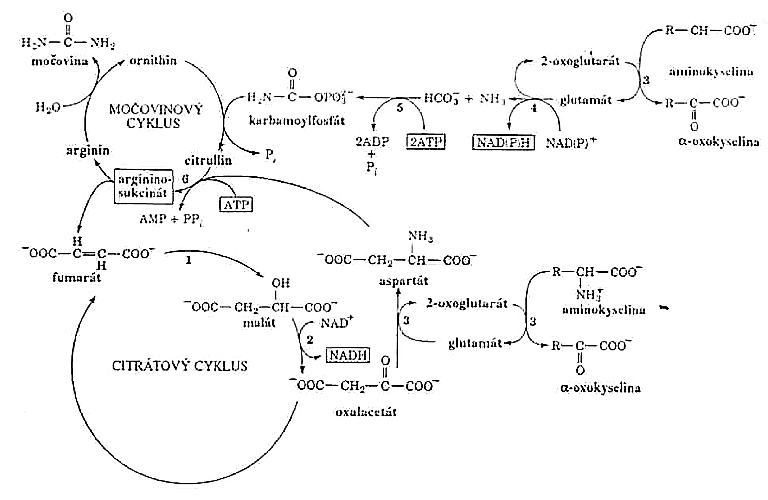 O
H₂N—C—NH₂
močovina
ornithin
H₂O
MOČOVINOVÝ
CYKLUS
arginin
citrullin
O
H₂N—C—OPO₃²⁻
karbamoylfosfát
Pᵢ
5
2ADP
+
Pᵢ
2ATP
HCO₃⁻ + NH₃
4
NAD(P)H
NAD(P)⁺
2-oxoglutarát
glutamát
3
R—CH—COO⁻
aminokyselina
R—C—COO⁻
O
α-oxokyselina
arginino-
sukcinát
6
ATP
AMP + PPᵢ
H
⁻OOC—C=C—COO⁻
H
fumarát
1
OH
⁻OOC—CH₂—CH—COO⁻
malát
NAD⁺
2
NADH
CITRÁTOVÝ CYKLUS
O
⁻OOC—CH₂—C—COO⁻
oxalacetát
NH₃
⁻OOC—CH₂—CH—COO⁻
aspartát
3
2-oxoglutarát
glutamát
3
R—CH—COO⁻
NH₃⁺
aminokyselina
R—C—COO⁻
O
α-oxokyselina